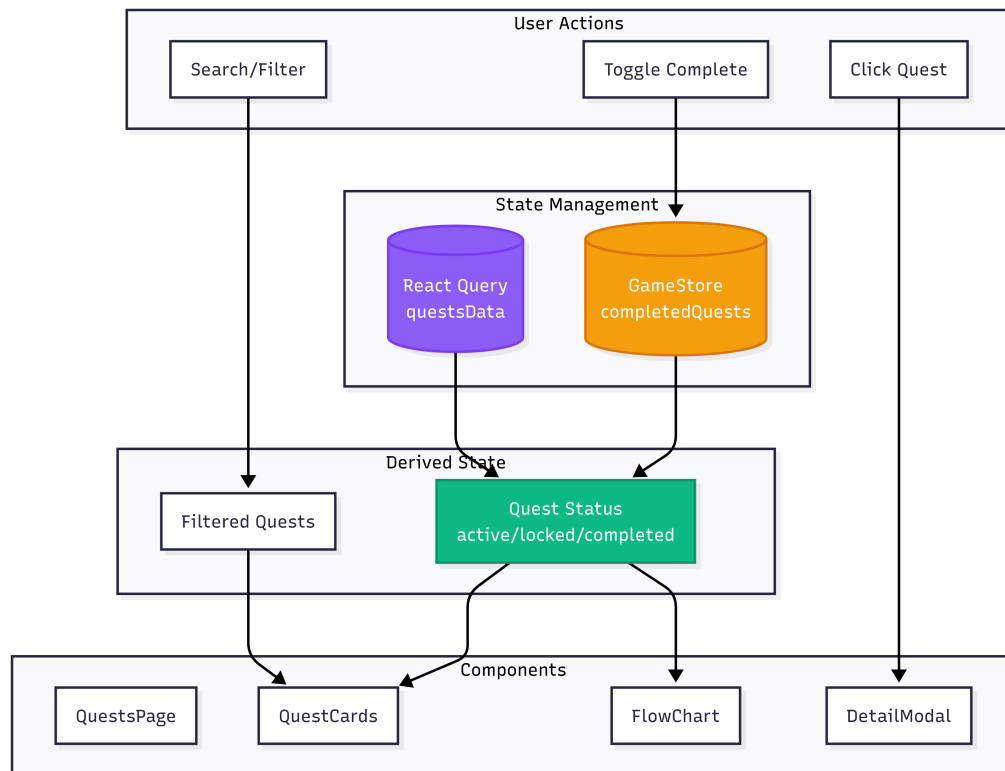 User Actions
Search/Filter
Toggle Complete
Click Quest
State Management
React Query
questsData
GameStore
completedQuests
Derived State
Filtered Quests
Quest Status
active/locked/completed
Components
QuestsPage
QuestCards
FlowChart
DetailModal